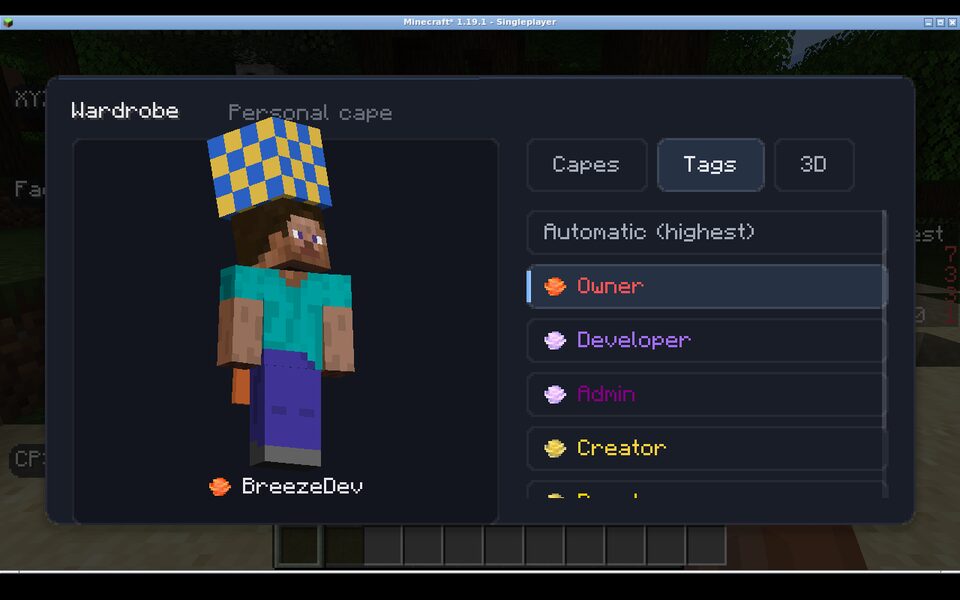 Minecraft* 1.19.1 - Singleplayer
Wardrobe
Personal cape
Capes
Tags
3D
Automatic (highest)
Owner
Developer
Admin
Creator
BreezeDev